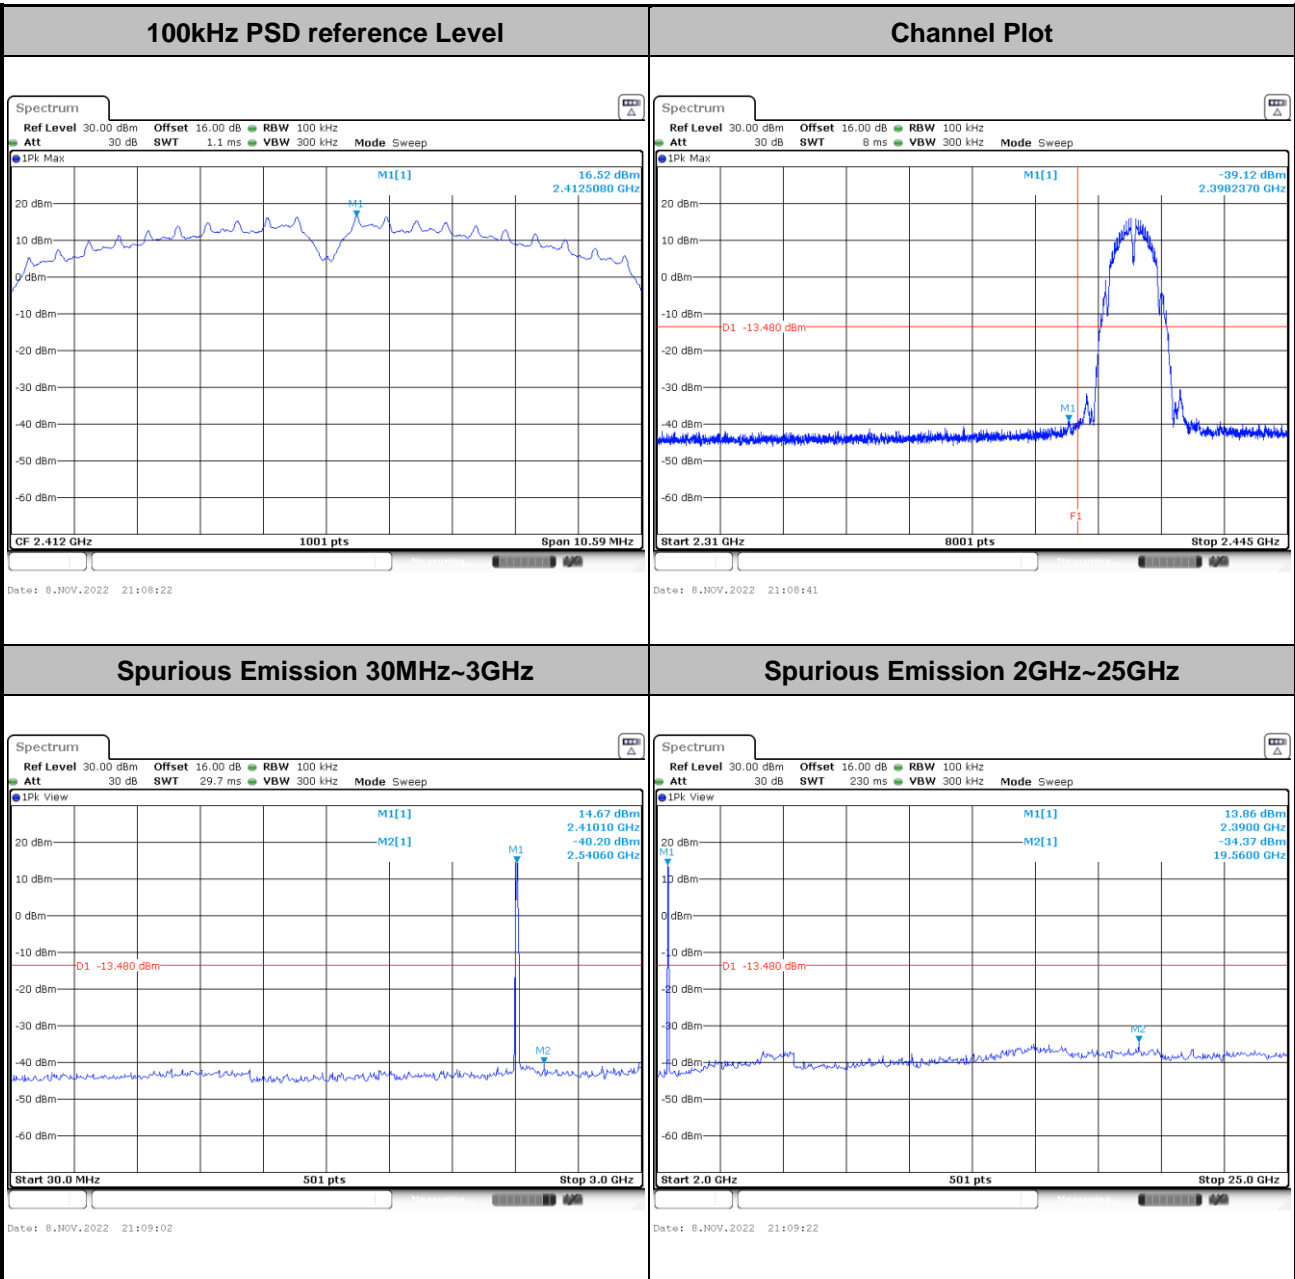 100kHz PSD reference Level
Channel Plot
Spectrum
Ref Level 30.00 dBm Offset 16.00 dB RBW 100 kHz
Att 30 dB SWT 1.1 ms VBW 300 kHz Mode Sweep
1Pk Max
M1[1] 16.52 dBm
2.4125080 GHz
M1
20 dBm
10 dBm
0 dBm
-10 dBm
-20 dBm
-30 dBm
-40 dBm
-50 dBm
-60 dBm
CF 2.412 GHz 1001 pts Span 10.59 MHz
Measuring...
Date: 8.NOV.2022 21:08:22
Spectrum
Ref Level 30.00 dBm Offset 16.00 dB RBW 100 kHz
Att 30 dB SWT 8 ms VBW 300 kHz Mode Sweep
1Pk Max
M1[1] -39.12 dBm
2.3982370 GHz
20 dBm
10 dBm
0 dBm
-10 dBm
D1 -13.480 dBm
-20 dBm
-30 dBm
M1
-40 dBm
-50 dBm
-60 dBm
F1
Start 2.31 GHz 8001 pts Stop 2.445 GHz
Measuring...
Date: 8.NOV.2022 21:08:41
Spurious Emission 30MHz~3GHz
Spurious Emission 2GHz~25GHz
Spectrum
Ref Level 30.00 dBm Offset 16.00 dB RBW 100 kHz
Att 30 dB SWT 29.7 ms VBW 300 kHz Mode Sweep
1Pk View
M1[1] 14.67 dBm
2.41010 GHz
M2[1] -40.20 dBm
2.54060 GHz
M1
20 dBm
10 dBm
0 dBm
-10 dBm
D1 -13.480 dBm
-20 dBm
-30 dBm
M2
-40 dBm
-50 dBm
-60 dBm
Start 30.0 MHz 501 pts Stop 3.0 GHz
Measuring...
Date: 8.NOV.2022 21:09:02
Spectrum
Ref Level 30.00 dBm Offset 16.00 dB RBW 100 kHz
Att 30 dB SWT 230 ms VBW 300 kHz Mode Sweep
1Pk View
M1[1] 13.86 dBm
2.3900 GHz
M2[1] -34.37 dBm
19.5600 GHz
20 dBm
M1
10 dBm
0 dBm
-10 dBm
D1 -13.480 dBm
-20 dBm
-30 dBm
M2
-40 dBm
-50 dBm
-60 dBm
Start 2.0 GHz 501 pts Stop 25.0 GHz
Measuring...
Date: 8.NOV.2022 21:09:22